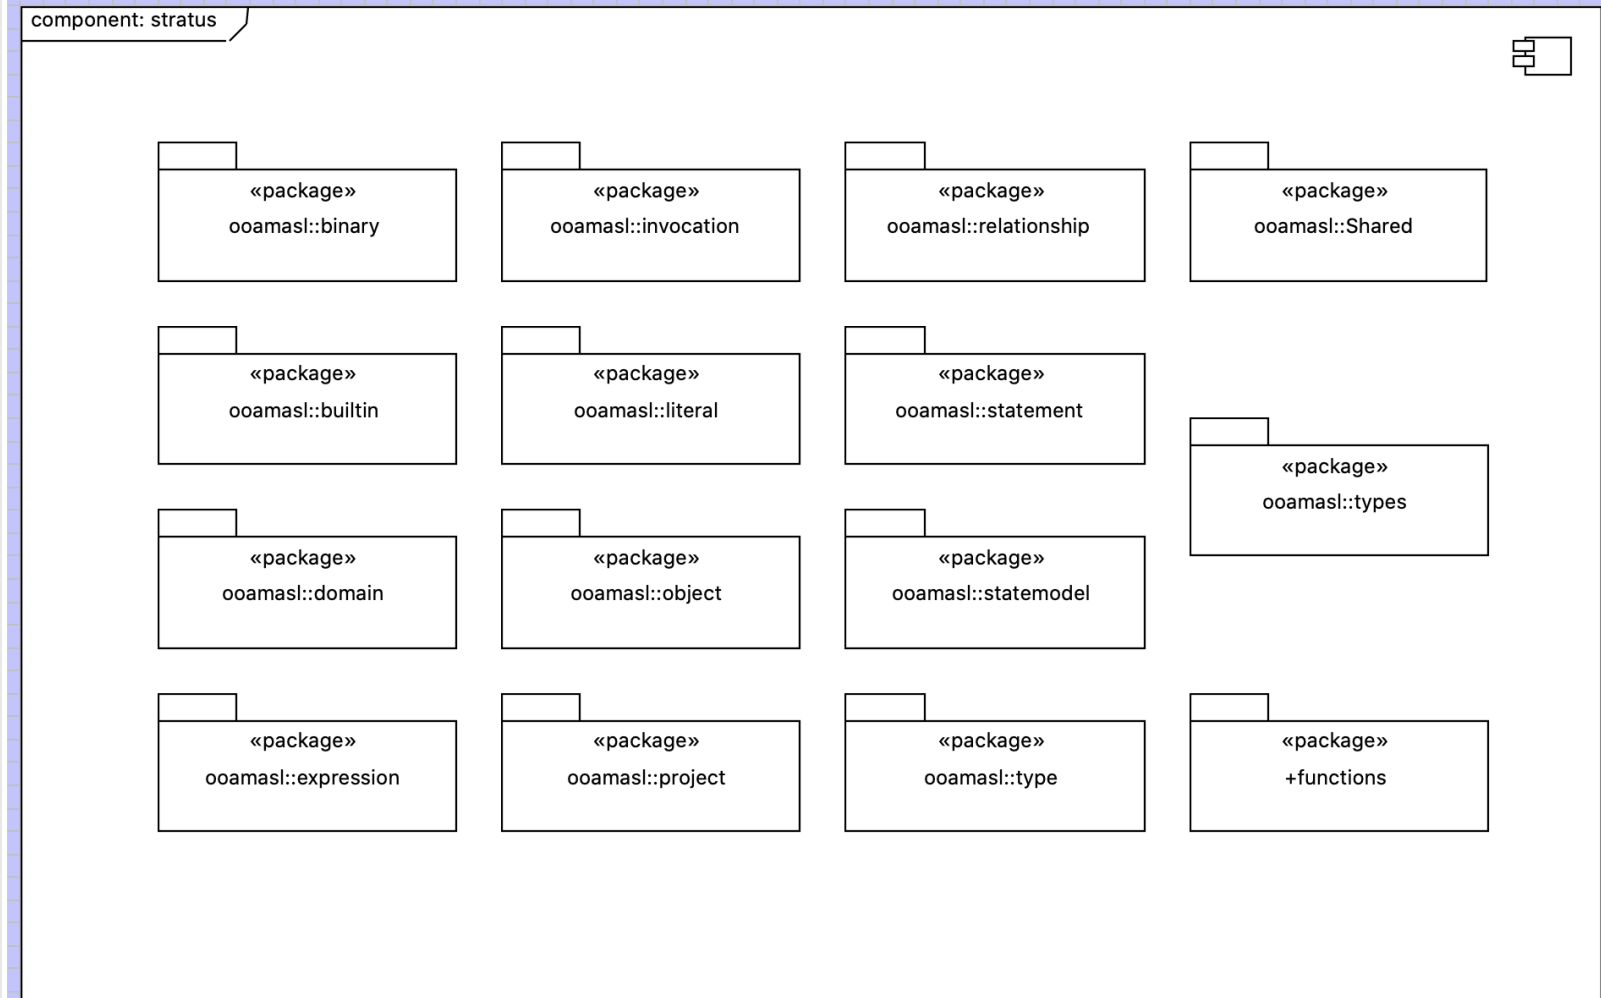 component: stratus
«package»
ooamasl::binary
«package»
ooamasl::invocation
«package»
ooamasl::relationship
«package»
ooamasl::Shared
«package»
ooamasl::builtin
«package»
ooamasl::literal
«package»
ooamasl::statement
«package»
ooamasl::types
«package»
ooamasl::domain
«package»
ooamasl::object
«package»
ooamasl::statemodel
«package»
ooamasl::expression
«package»
ooamasl::project
«package»
ooamasl::type
«package»
+functions